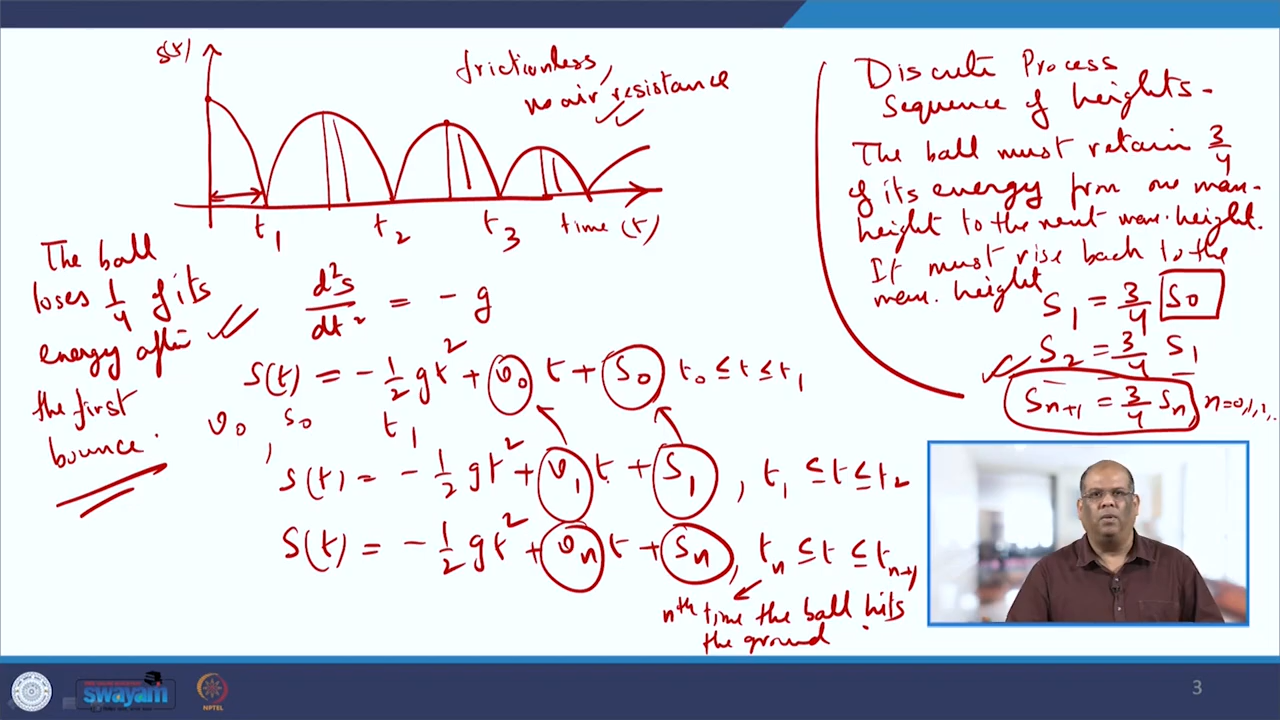 s(t)
frictionless,
no air resistance
t₁
t₂
t₃
time (t)
The ball
loses 1/4 of its
energy after
the first
bounce.
d²s/dt² = - g
s(t) = - 1/2 gt² + v₀ t + s₀ t₀ ≤ t ≤ t₁
v₀, s₀ t₁
s(t) = - 1/2 gt² + v₁ t + s₁, t₁ ≤ t ≤ t₂
s(t) = - 1/2 gt² + vₙ t + sₙ, tₙ ≤ t ≤ tₙ₊₁
nth time the ball hits
the ground
Discrete Process
Sequence of heights.
The ball must retain 3/4
of its energy from one max.
height to the next max. height.
It must rise back to the
max. height
s₁ = 3/4 s₀
s₂ = 3/4 s₁
sₙ₊₁ = 3/4 sₙ, n=0,1,2,..
swayam
NPTEL
3